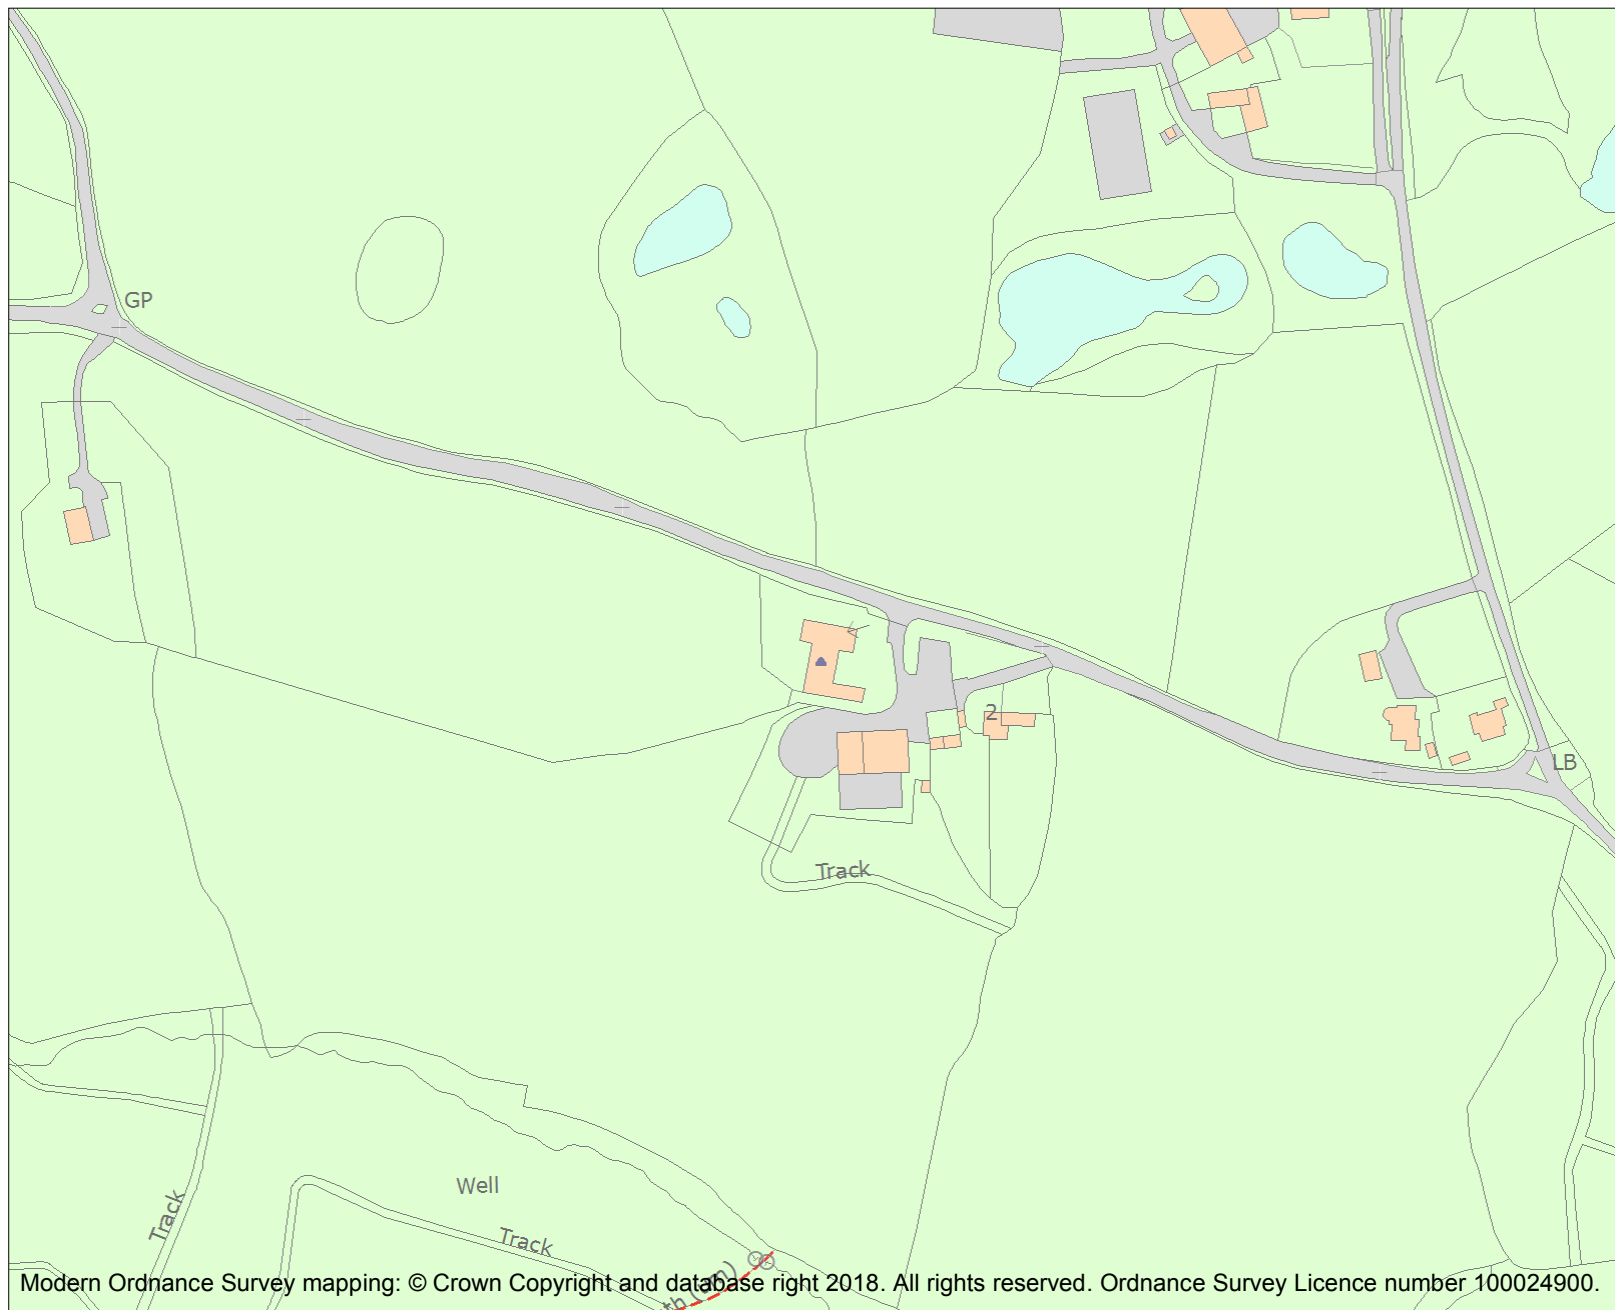 GP
2
LB
Track
Well
Track
Track
Modern Ordnance Survey mapping: © Crown Copyright and database right 2018. All rights reserved. Ordnance Survey Licence number 100024900.